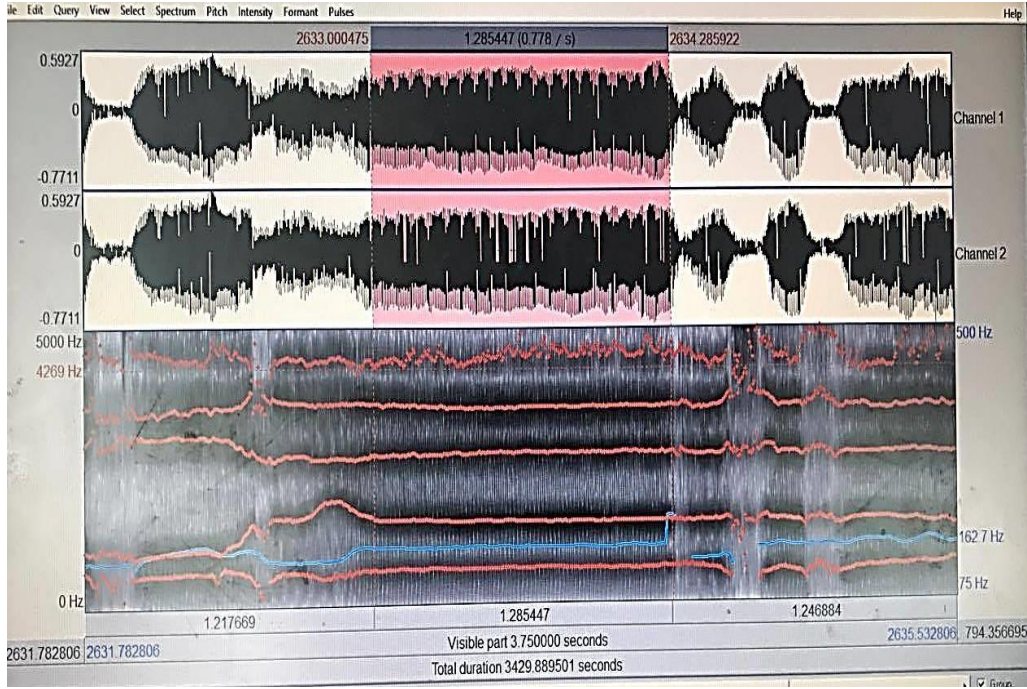 ile Edit Query View Select Spectrum Pitch Intensity Formant Pulses Help
2633.000475 1.285447 (0.778 / s) 2634.285922
0.5927
0 Channel 1
-0.7711
0.5927
0 Channel 2
-0.7711
5000 Hz 500 Hz
4269 Hz
162.7 Hz
0 Hz 75 Hz
1.217669 1.285447 1.246884
2631.782806 2631.782806 Visible part 3.750000 seconds 2635.532806 794.356695
Total duration 3429.889501 seconds
Group